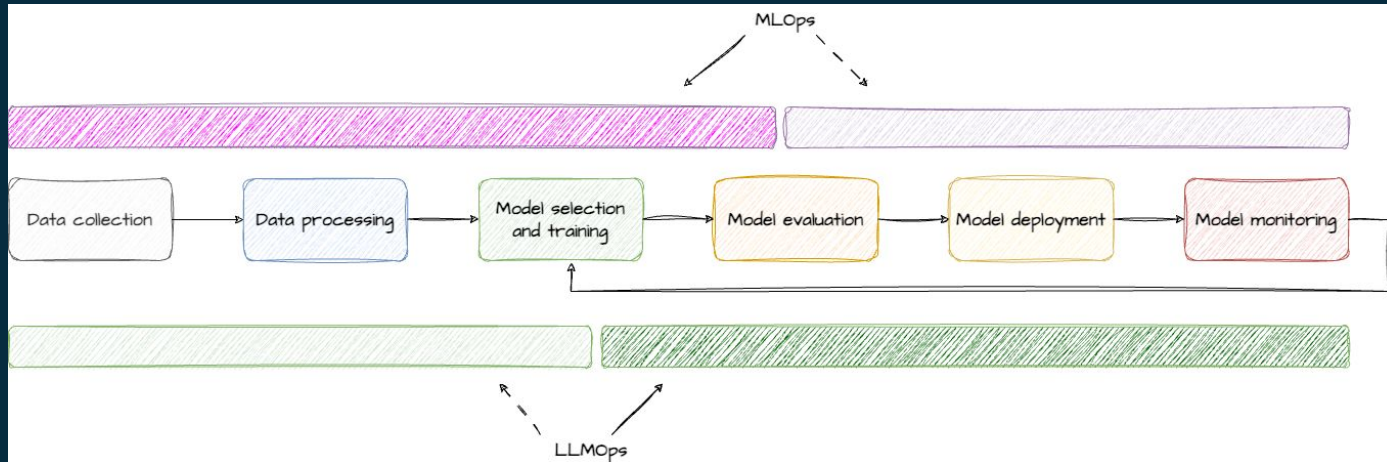 MLOps
Data collection
Data processing
Model selection
and training
Model evaluation
Model deployment
Model monitoring
LLMOps